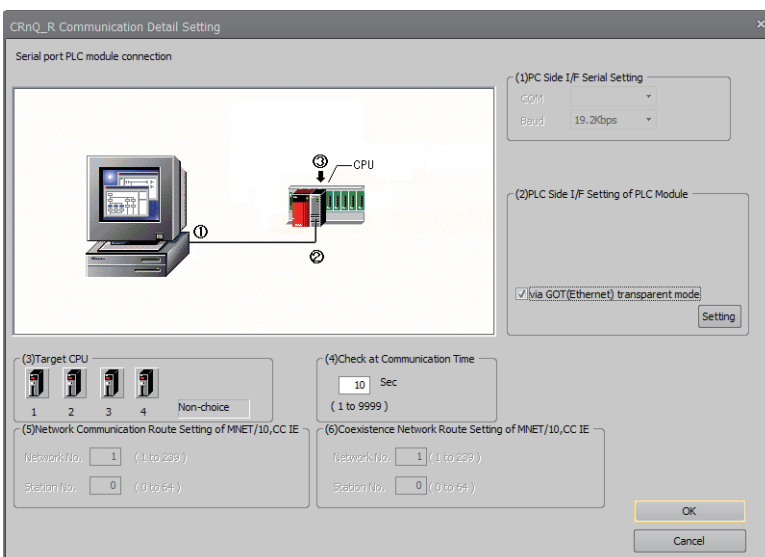 CRnQ_R Communication Detail Setting
×
Serial port PLC module connection
(1)PC Side I/F Serial Setting
COM
Baud 19.2Kbps
③
CPU
①
②
(2)PLC Side I/F Setting of PLC Module
via GOT(Ethernet) transparent mode
Setting
(3)Target CPU
1 2 3 4 Non-choice
(4)Check at Communication Time
10 Sec
( 1 to 9999 )
(5)Network Communication Route Setting of MNET/10,CC IE
Network No. 1 ( 1 to 239 )
Station No. 0 ( 0 to 64 )
(6)Coexistence Network Route Setting of MNET/10,CC IE
Network No. 1 ( 1 to 239 )
Station No. 0 ( 0 to 64 )
OK
Cancel